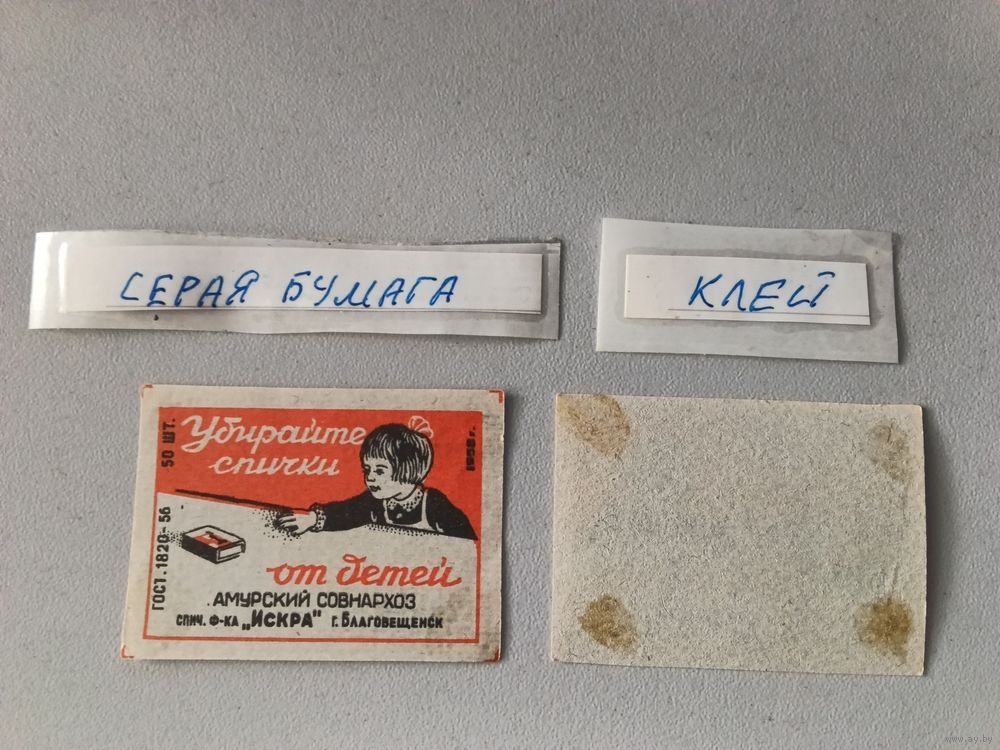 СЕРАЯ БУМАГА
КЛЕЙ
50 ШТ.
Убирайте
спички
1958 г.
ГОСТ.1820-56
от детей
АМУРСКИЙ СОВНАРХОЗ
СПИЧ. Ф-КА „ИСКРА" Г. БЛАГОВЕЩЕНСК
www.ay.by